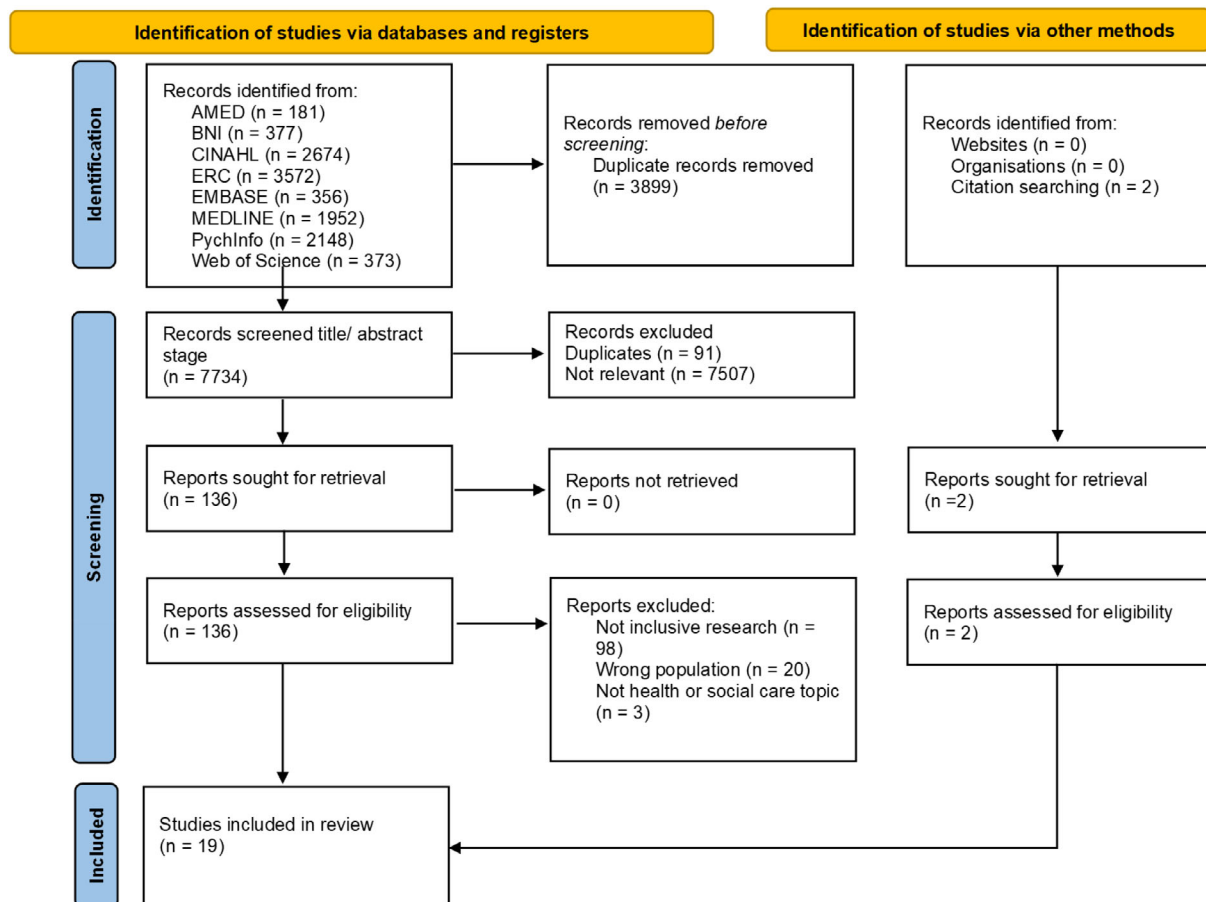 Identification of studies via databases and registers
Identification of studies via other methods
Identification
Records identified from:
AMED (n = 181)
BNI (n = 377)
CINAHL (n = 2674)
ERC (n = 3572)
EMBASE (n = 356)
MEDLINE (n = 1952)
PychInfo (n = 2148)
Web of Science (n = 373)
Records removed before
screening:
Duplicate records removed
(n = 3899)
Records identified from:
Websites (n = 0)
Organisations (n = 0)
Citation searching (n = 2)
Screening
Records screened title/ abstract
stage
(n = 7734)
Records excluded
Duplicates (n = 91)
Not relevant (n = 7507)
Reports sought for retrieval
(n = 136)
Reports not retrieved
(n = 0)
Reports sought for retrieval
(n =2)
Reports assessed for eligibility
(n = 136)
Reports excluded:
Not inclusive research (n =
98)
Wrong population (n = 20)
Not health or social care topic
(n = 3)
Reports assessed for eligibility
(n = 2)
Included
Studies included in review
(n = 19)